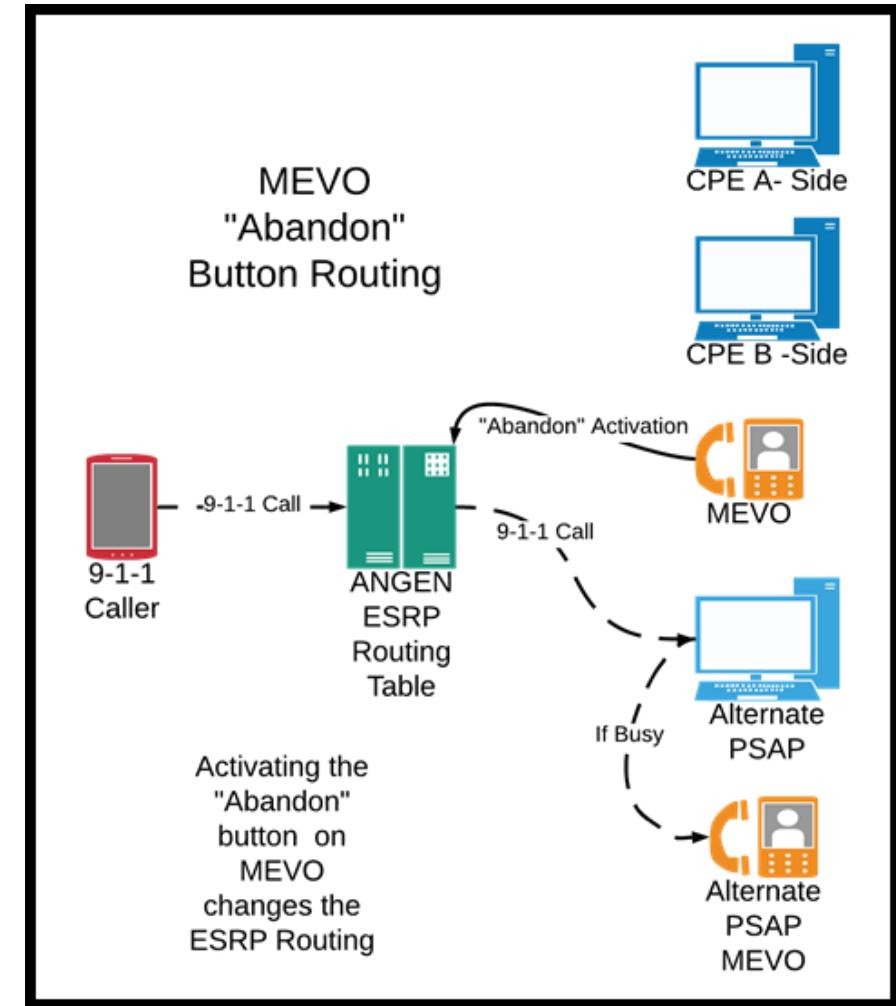 MEVO
"Abandon"
Button Routing
CPE A- Side
CPE B -Side
"Abandon" Activation
MEVO
9-1-1 Call
9-1-1 Call
9-1-1
Caller
ANGEN
ESRP
Routing
Table
Alternate
PSAP
If Busy
Activating the
"Abandon"
button on
MEVO
changes the
ESRP Routing
Alternate
PSAP
MEVO